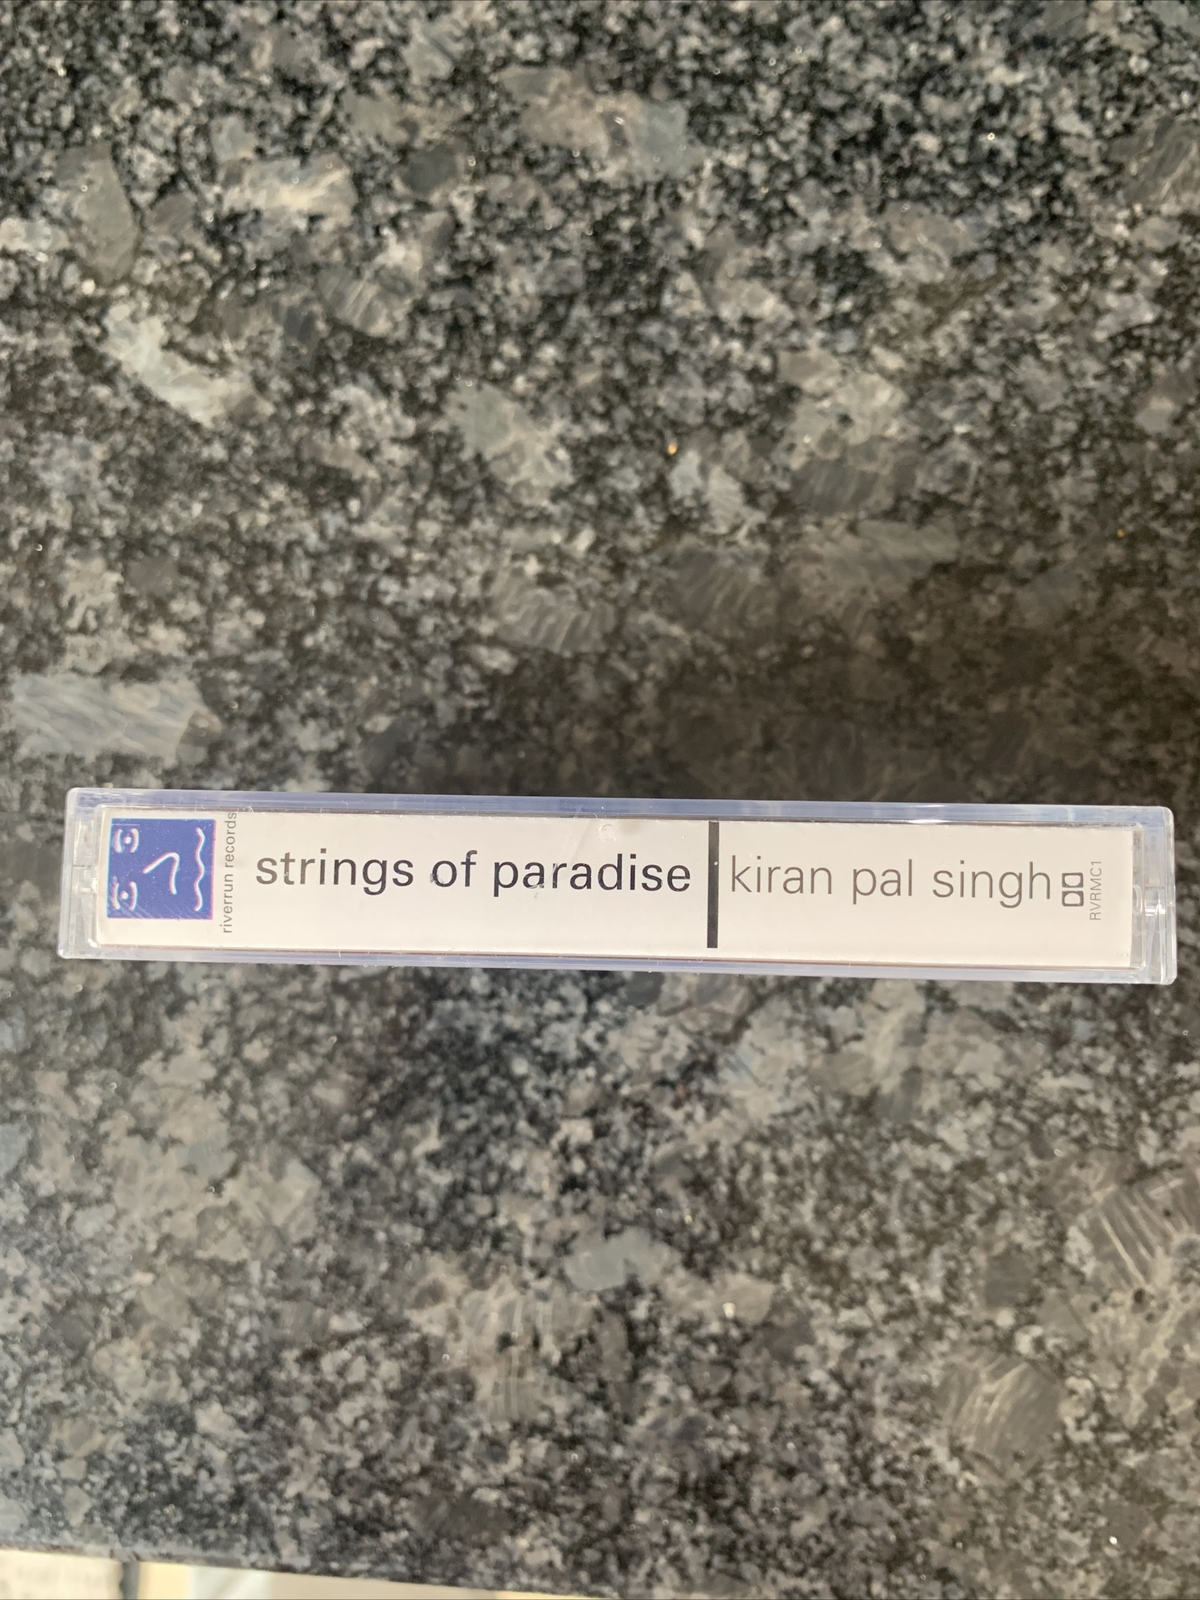 riverrun records
strings of paradise
kiran pal singh
RVRMC1